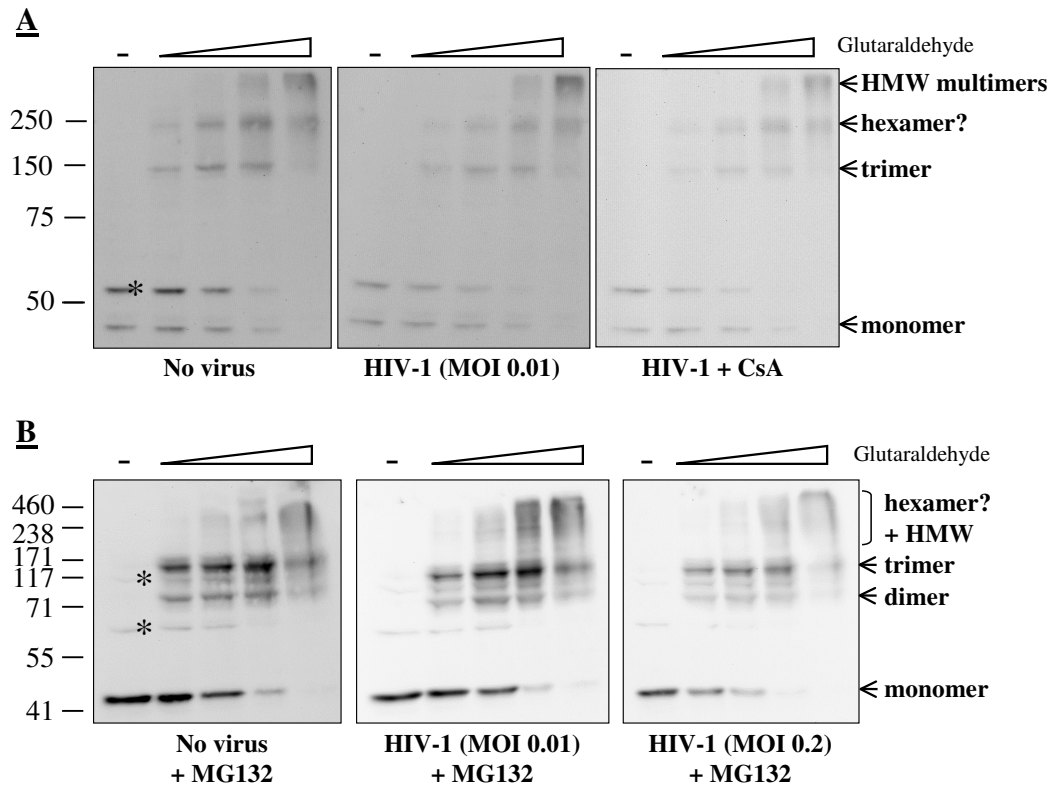 A
– Glutaraldehyde
HMW multimers
250 – hexamer?
150 – trimer
75 –
*
50 –
monomer
No virus HIV-1 (MOI 0.01) HIV-1 + CsA
B
– – – Glutaraldehyde
460 – hexamer?
238 – + HMW
171 – trimer
117 – *
71 – dimer
*
55 –
41 – monomer
No virus HIV-1 (MOI 0.01) HIV-1 (MOI 0.2)
+ MG132 + MG132 + MG132